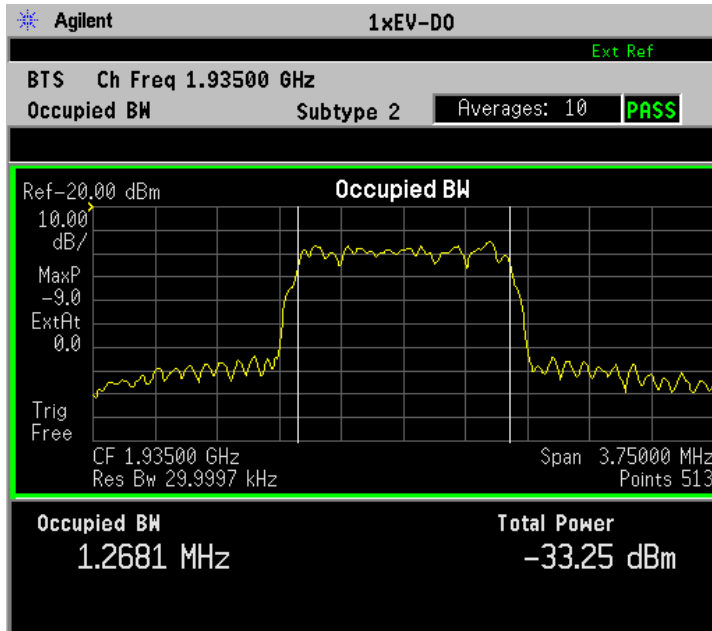 Agilent 1xEV-DO
Ext Ref
BTS Ch Freq 1.93500 GHz
Occupied BW Subtype 2 Averages: 10 PASS
Ref-20.00 dBm Occupied BW
10.00
dB/
MaxP
-9.0
ExtAt
0.0
Trig
Free
CF 1.93500 GHz Span 3.75000 MHz
Res Bw 29.9997 kHz Points 513
Occupied BW Total Power
1.2681 MHz -33.25 dBm